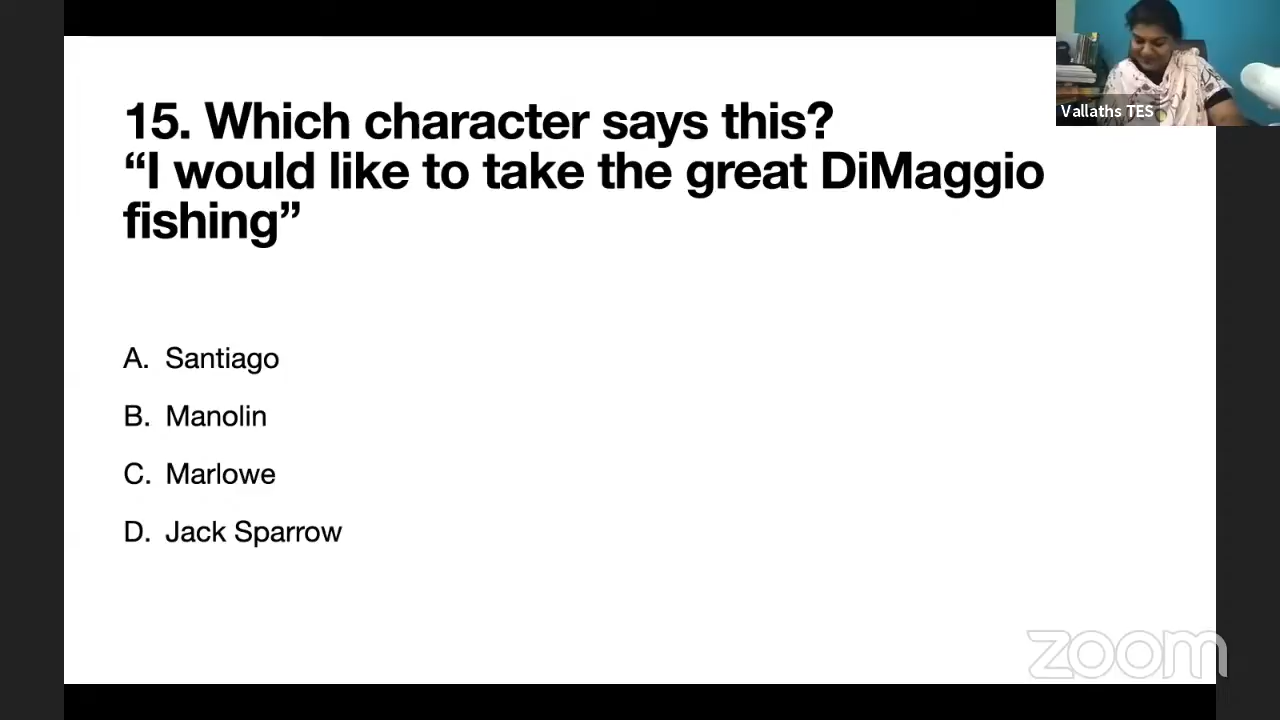 15. Which character says this?
“I would like to take the great DiMaggio
fishing”
A. Santiago
B. Manolin
C. Marlowe
D. Jack Sparrow
Vallaths TES
zoom